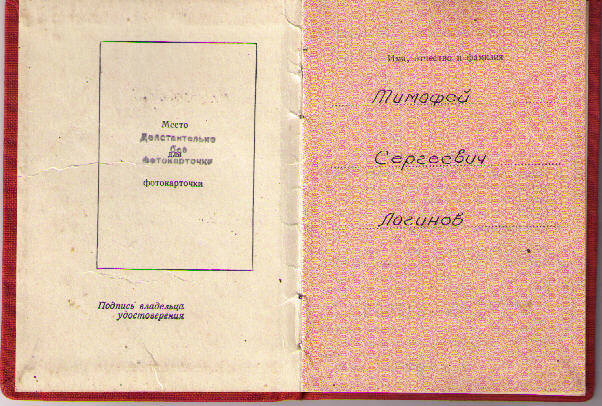 Место
Действительно
без
для
фотокарточки
фотокарточки
Подпись владельца
удостоверения
Имя, отчество и фамилия
Тимофей
Сергеевич
Логинов